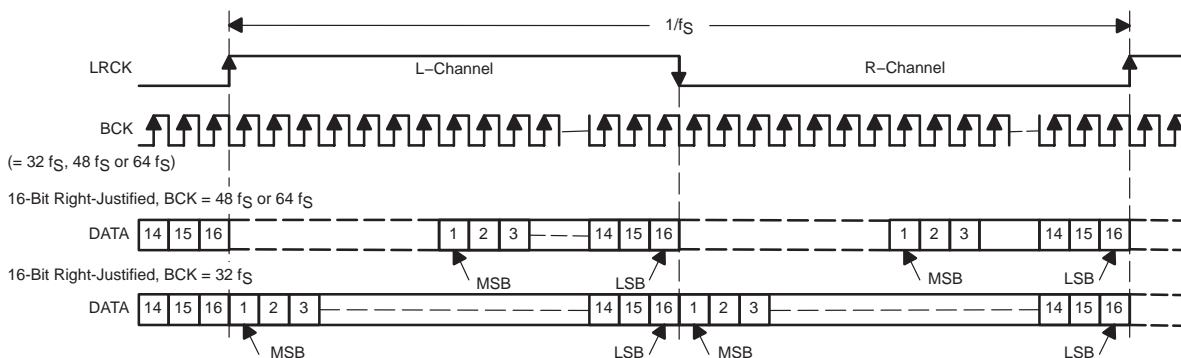 1/fS
LRCK
L–Channel
R–Channel
BCK
(= 32 fS, 48 fS or 64 fS)
16-Bit Right-Justified, BCK = 48 fS or 64 fS
DATA 14 15 16 1 2 3 14 15 16 1 2 3 14 15 16
MSB LSB MSB LSB
16-Bit Right-Justified, BCK = 32 fS
DATA 14 15 16 1 2 3 14 15 16 1 2 3 14 15 16
MSB LSB MSB LSB